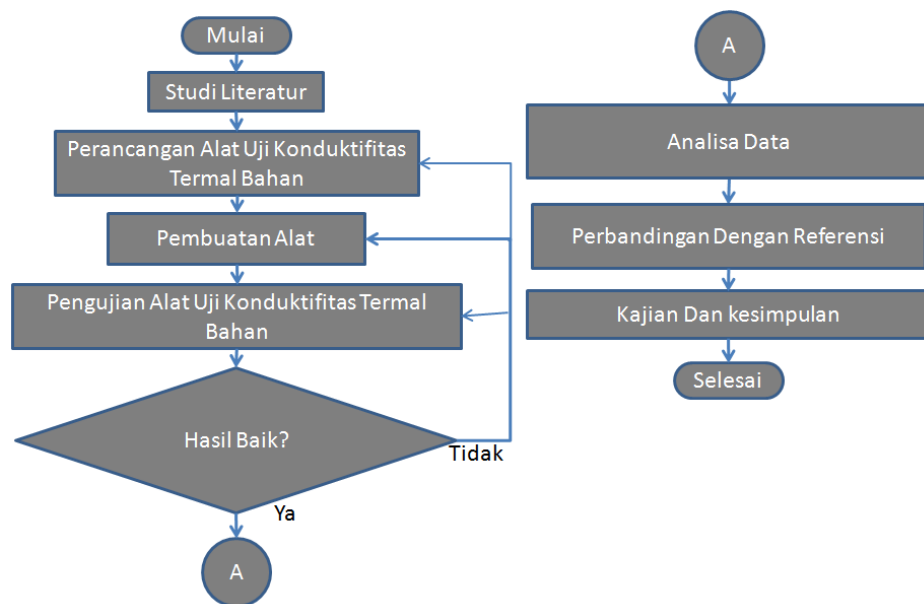 Mulai
Studi Literatur
Perancangan Alat Uji Konduktifitas
Termal Bahan
Pembuatan Alat
Pengujian Alat Uji Konduktifitas Termal
Bahan
Hasil Baik?
Tidak
Ya
A
A
Analisa Data
Perbandingan Dengan Referensi
Kajian Dan kesimpulan
Selesai